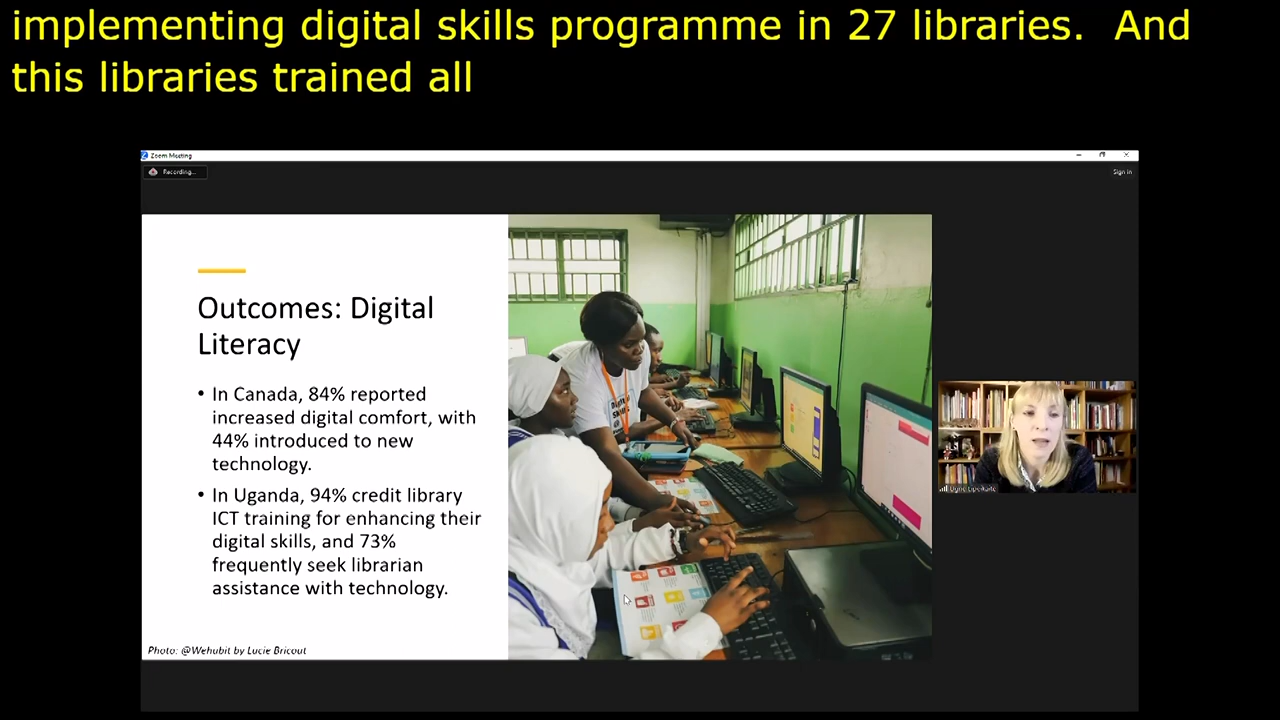 implementing digital skills programme in 27 libraries.  And
this libraries trained all
Zoom Meeting
Recording...
Sign in
Outcomes: Digital
Literacy
• In Canada, 84% reported
increased digital comfort, with
44% introduced to new
technology.
• In Uganda, 94% credit library
ICT training for enhancing their
digital skills, and 73%
frequently seek librarian
assistance with technology.
Photo: @Wehubit by Lucie Bricout